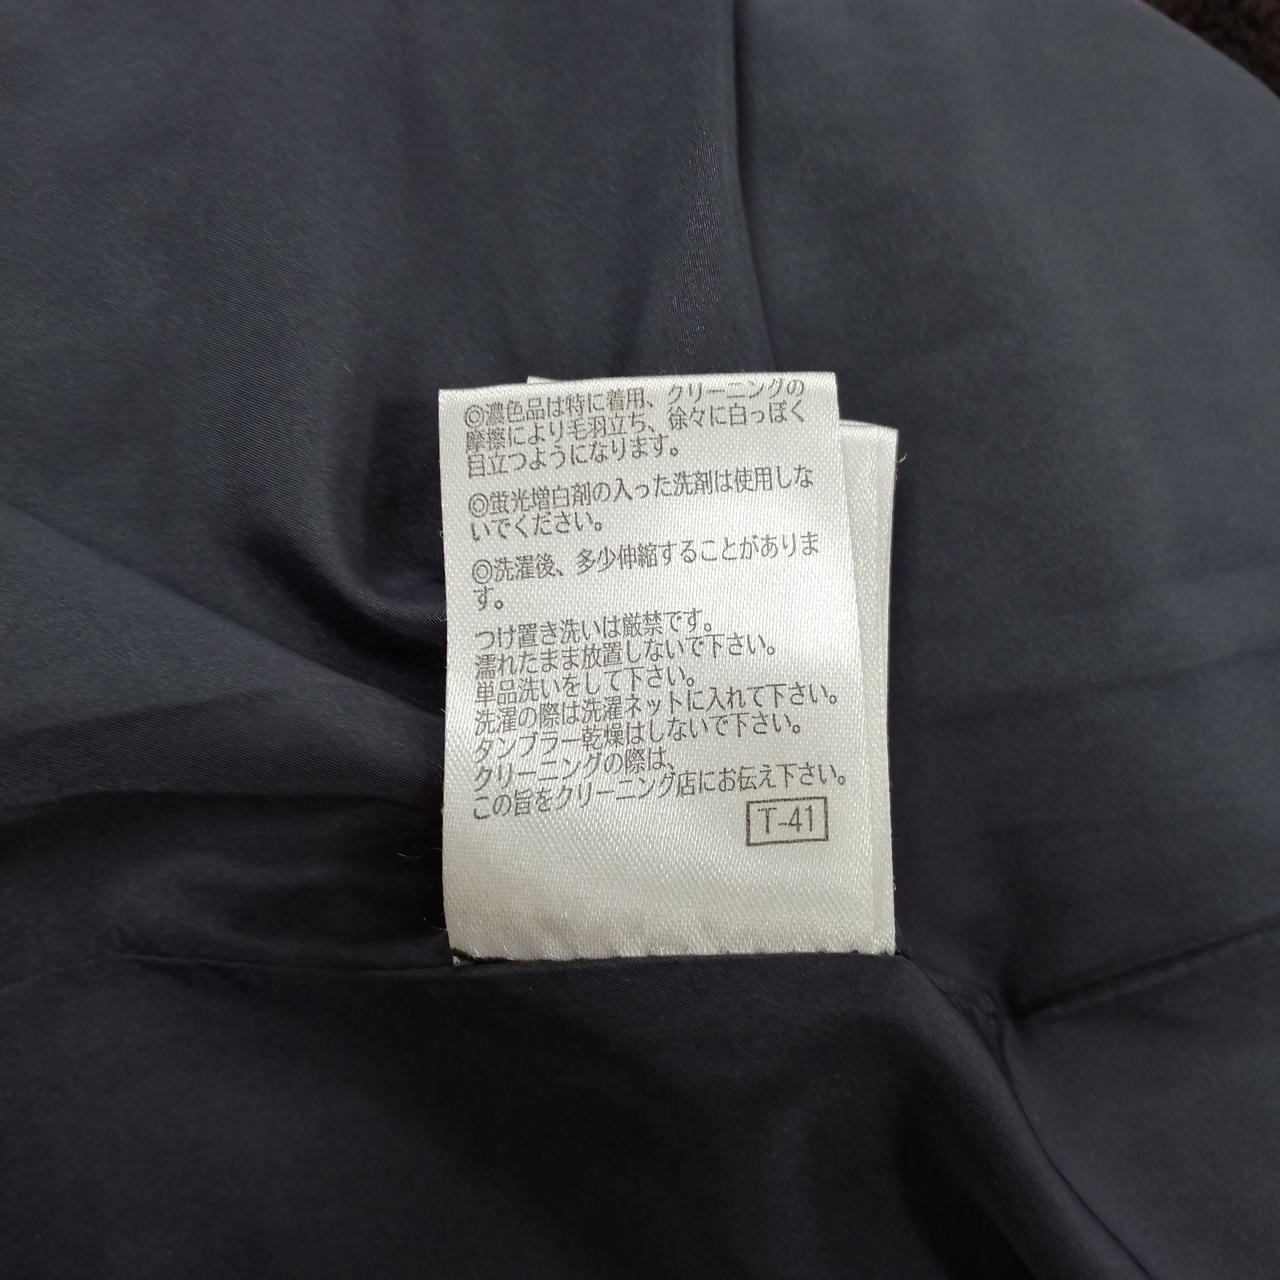 ◎濃色品は特に着用、クリーニングの
摩擦により毛羽立ち、徐々に白っぽく
目立つようになります。
◎蛍光増白剤の入った洗剤は使用しな
いでください。
◎洗濯後、多少伸縮することがありま
す。
つけ置き洗いは厳禁です。
濡れたまま放置しないで下さい。
単品洗いをして下さい。
洗濯の際は洗濯ネットに入れて下さい。
タンブラー乾燥はしないで下さい。
クリーニングの際は、
この旨をクリーニング店にお伝え下さい。
T-41